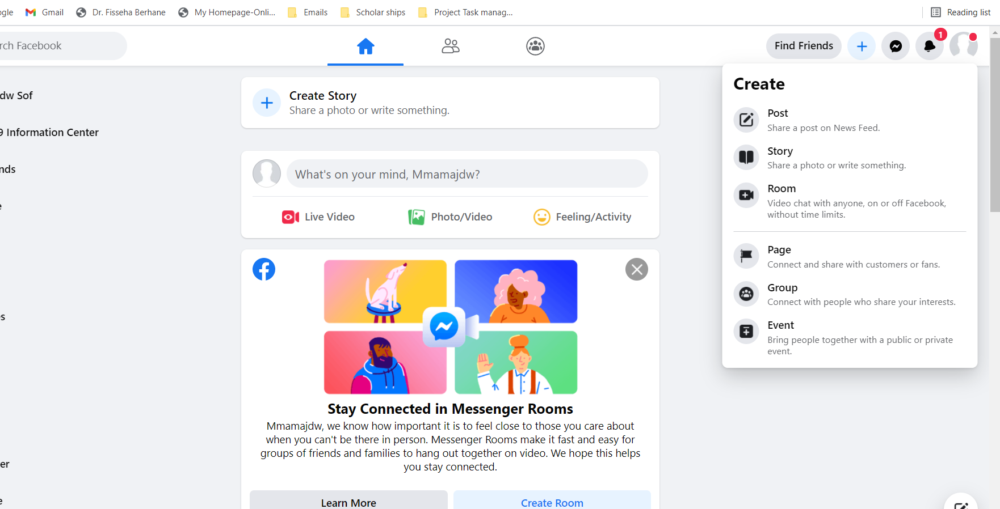 ogle Gmail Dr. Fisseha Berhane My Homepage-Onli... Emails Scholar ships Project Task manag... Reading list
rch Facebook
Find Friends
1
dw Sof
9 Information Center
nds
e
s
er
e
Create Story
Share a photo or write something.
What's on your mind, Mmamajdw?
Live Video Photo/Video Feeling/Activity
Stay Connected in Messenger Rooms
Mmamajdw, we know how important it is to feel close to those you care about
when you can't be there in person. Messenger Rooms make it fast and easy for
groups of friends and families to hang out together on video. We hope this helps
you stay connected.
Learn More Create Room
Create
Post
Share a post on News Feed.
Story
Share a photo or write something.
Room
Video chat with anyone, on or off Facebook,
without time limits.
Page
Connect and share with customers or fans.
Group
Connect with people who share your interests.
Event
Bring people together with a public or private
event.